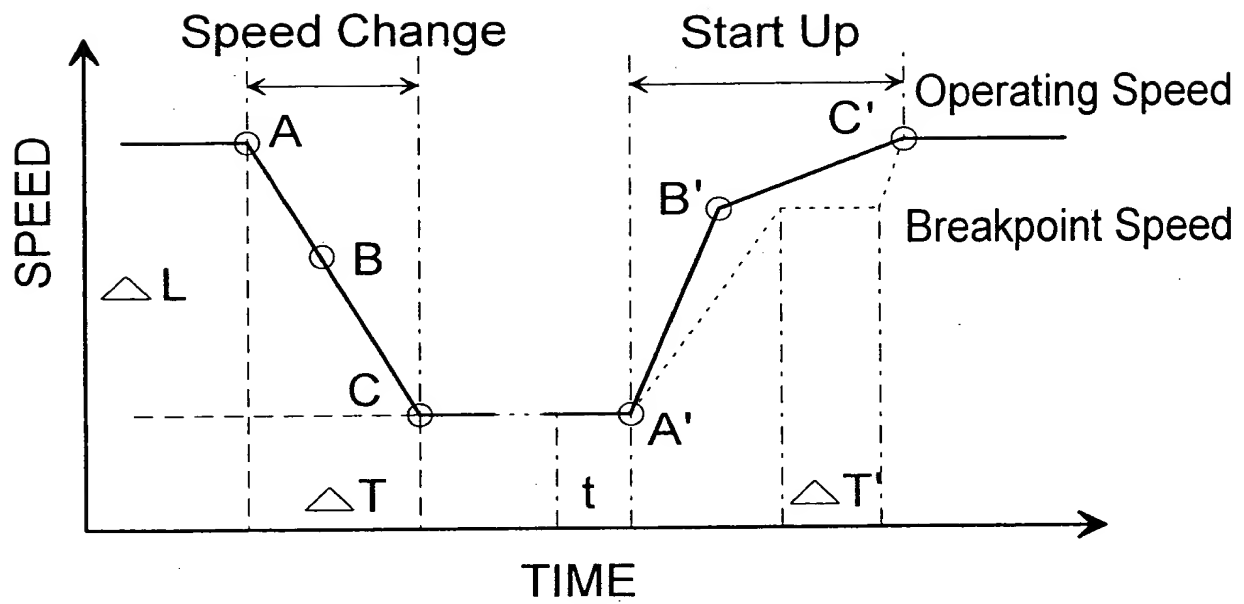 Speed Change
Start Up
Operating Speed
A
C'
B'
Breakpoint Speed
B
SPEED
△L
C
A'
△T
t
△T'
TIME